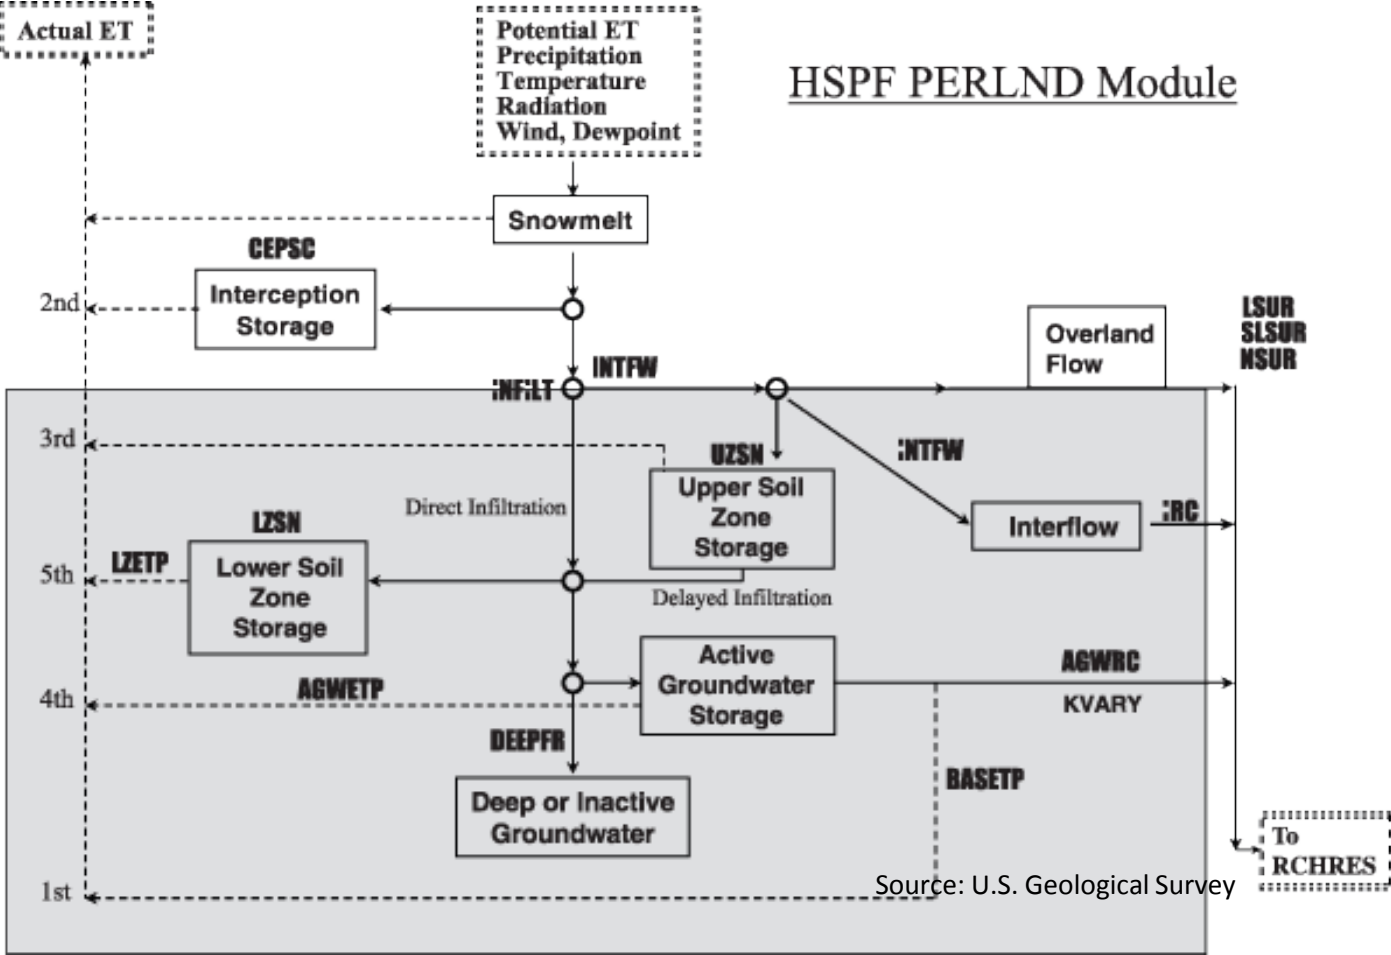 Actual ET
Potential ET
Precipitation
Temperature
Radiation
Wind, Dewpoint
HSPF PERLND Module
Snowmelt
CEPSC
2nd
Interception
Storage
Overland
Flow
LSUR
SLSUR
NSUR
INTFW
INFILT
3rd
UZSN
INTFW
Upper Soil
Zone
Storage
Direct Infiltration
Interflow
IRC
LZSN
LZETP
5th
Lower Soil
Zone
Storage
Delayed Infiltration
Active
Groundwater
Storage
AGWRC
KVARY
AGWETP
4th
DEEPFR
BASETP
Deep or Inactive
Groundwater
To
RCHRES
1st
Source: U.S. Geological Survey